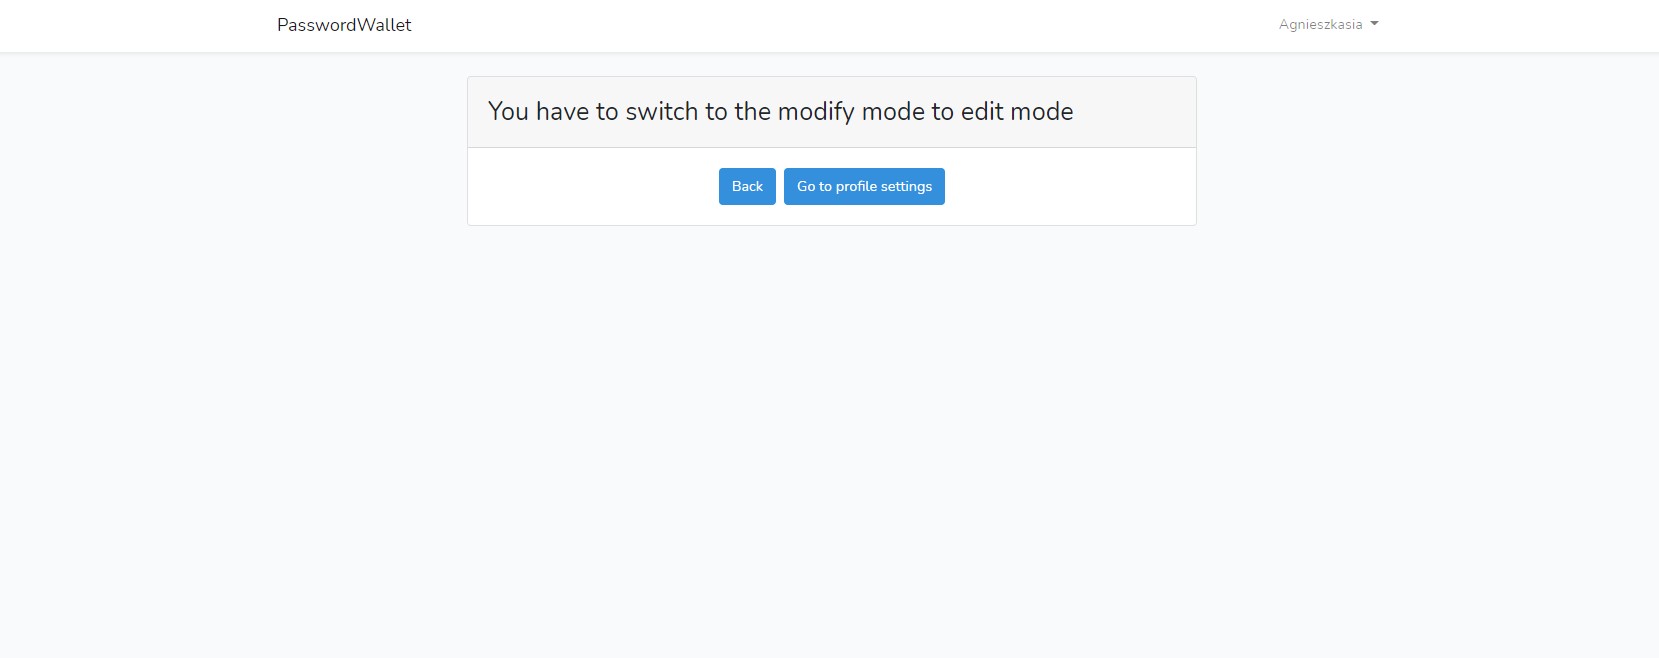 PasswordWallet
Agnieszkasia
You have to switch to the modify mode to edit mode
Back
Go to profile settings